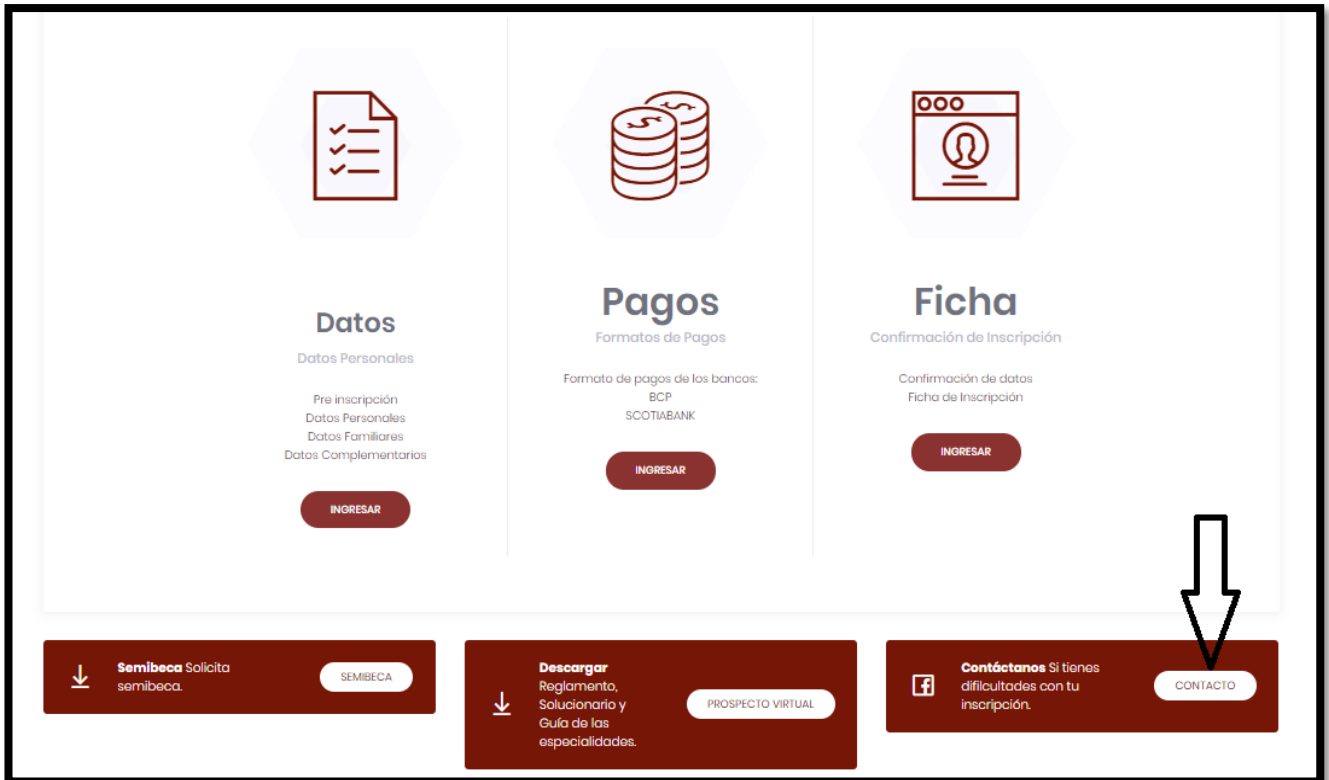 Datos
Datos Personales
Pre inscripción
Datos Personales
Datos Familiares
Datos Complementarios
INGRESAR
Pagos
Formatos de Pagos
Formato de pagos de los bancos:
BCP
SCOTIABANK
INGRESAR
Ficha
Confirmación de Inscripción
Confirmación de datos
Ficha de Inscripción
INGRESAR
Semibeca Solicita
semibeca.
SEMIBECA
Descargar
Reglamento,
Solucionario y
Guía de las
especialidades.
PROSPECTO VIRTUAL
Contáctanos Si tienes
difilcultades con tu
inscripción.
CONTACTO